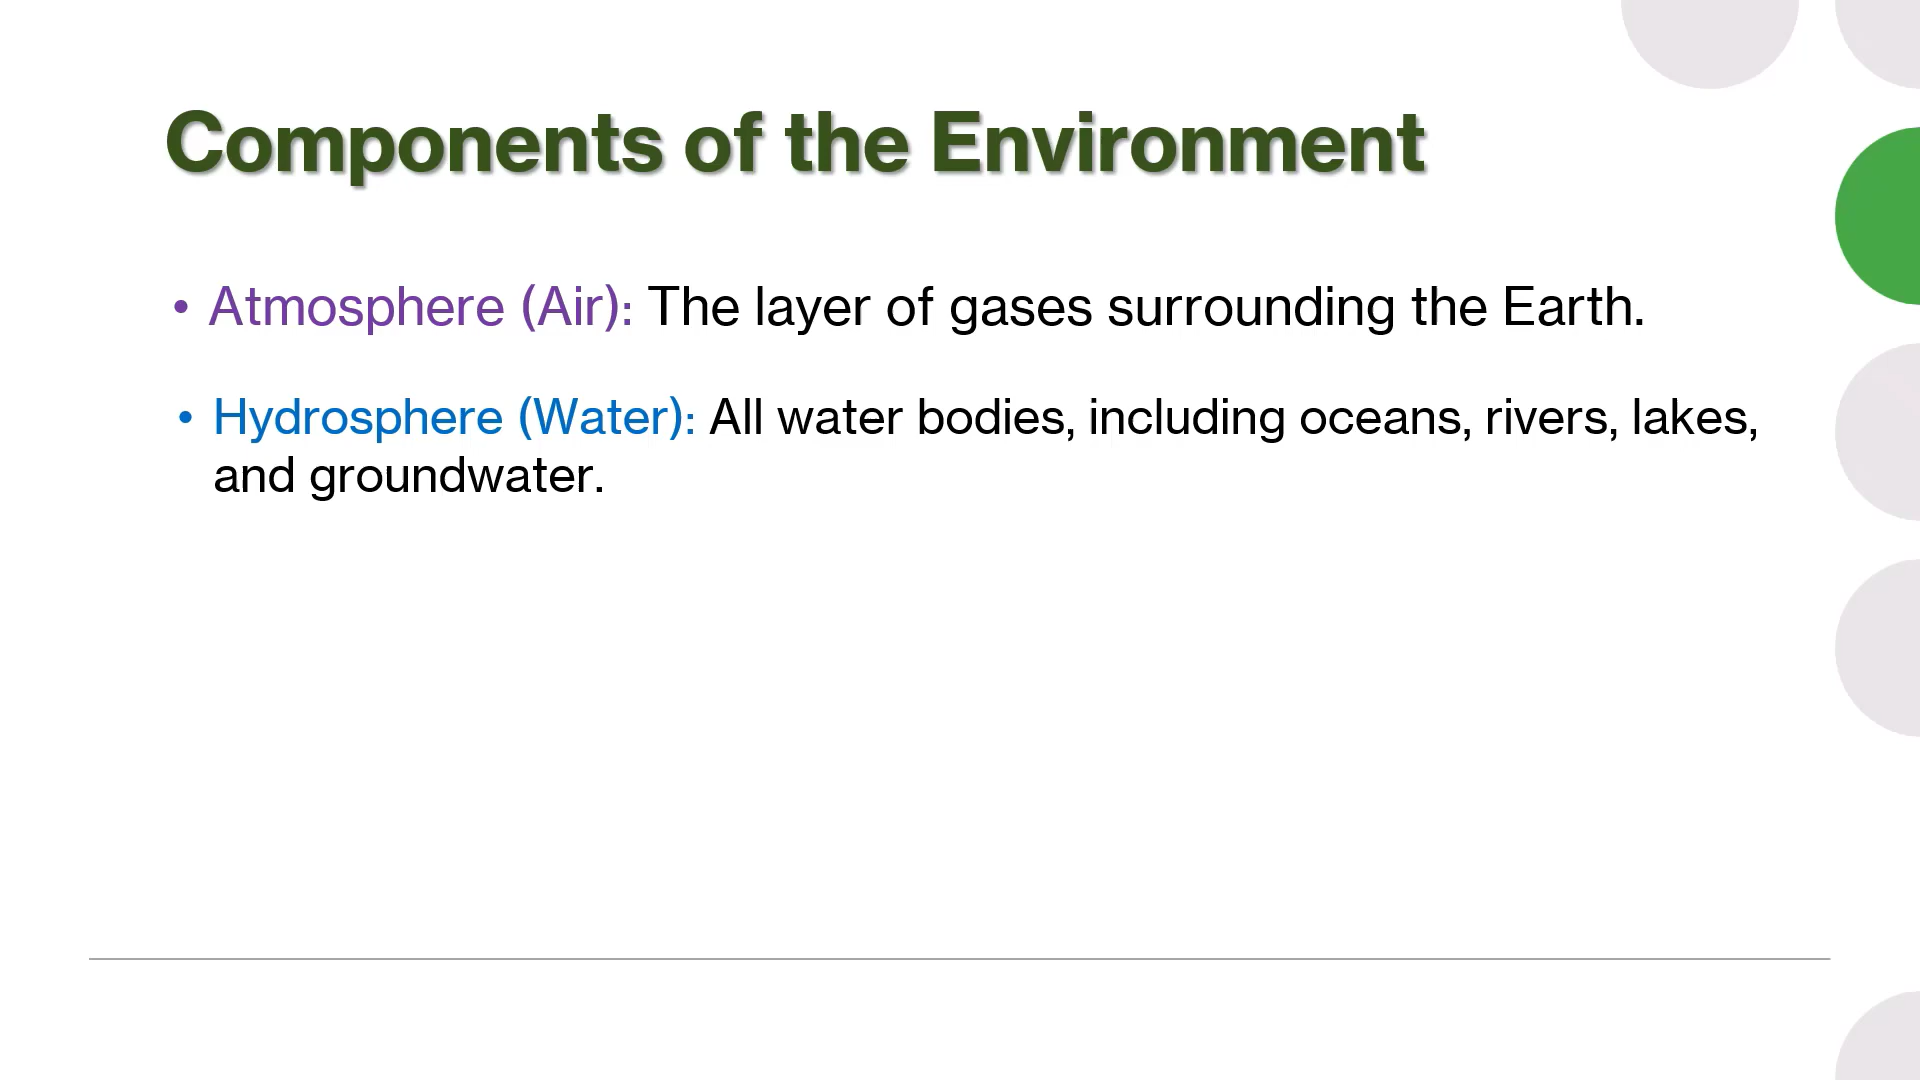 Components of the Environment
• Atmosphere (Air): The layer of gases surrounding the Earth.
• Hydrosphere (Water): All water bodies, including oceans, rivers, lakes,
and groundwater.